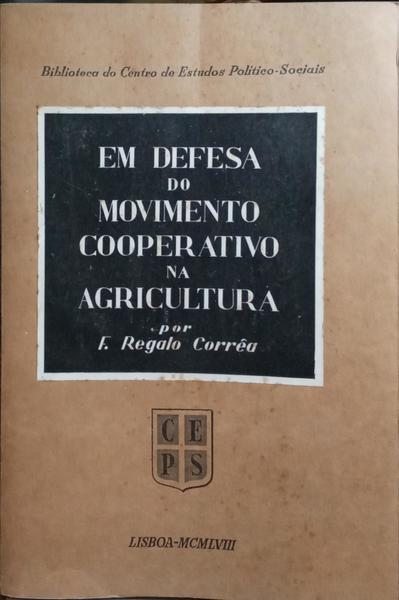 Biblioteca do Centro de Estudos Político-Sociais
EM DEFESA
DO
MOVIMENTO
COOPERATIVO
NA
AGRICULTURA
por
F. Regalo Corrêa
C E
P S
LISBOA-MCMLVIII